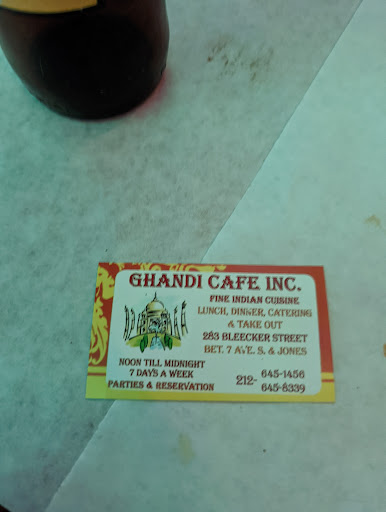 GHANDI CAFE INC.
FINE INDIAN CUISINE
LUNCH, DINNER, CATERING
& TAKE OUT
283 BLEECKER STREET
BET. 7 AVE. S. & JONES
NOON TILL MIDNIGHT
7 DAYS A WEEK
PARTIES & RESERVATION
212- 645-1456
645-8339